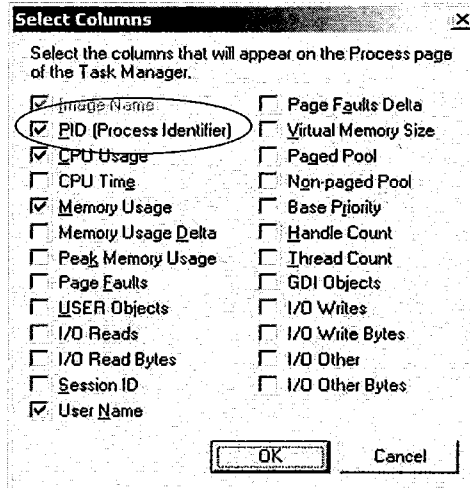 Select Columns
Select the columns that will appear on the Process page
of the Task Manager.
Image Name
PID (Process Identifier)
CPU Usage
CPU Time
Memory Usage
Memory Usage Delta
Peak Memory Usage
Page Faults
USER Objects
I/O Reads
I/O Read Bytes
Session ID
User Name
Page Faults Delta
Virtual Memory Size
Paged Pool
Non-paged Pool
Base Priority
Handle Count
Thread Count
GDI Objects
I/O Writes
I/O Write Bytes
I/O Other
I/O Other Bytes
OK
Cancel